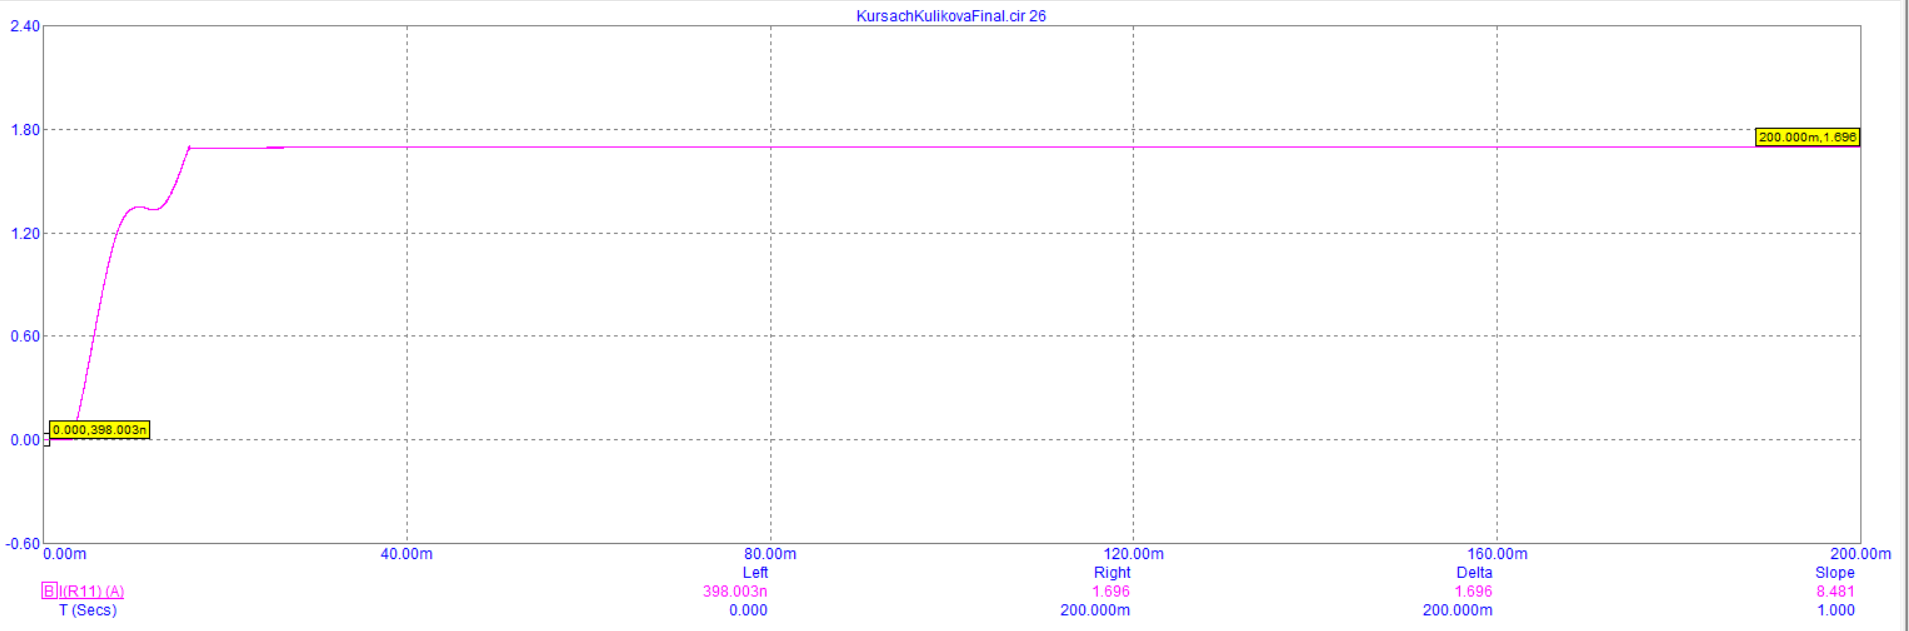 KursachKulikovaFinal.cir 26
2.40
1.80
200.000m,1.696
1.20
0.60
0.000,398.003n
0.00
-0.60
0.00m 40.00m 80.00m 120.00m 160.00m 200.00m
Left Right Delta Slope
B I(R11) (A) 398.003n 1.696 1.696 8.481
T (Secs) 0.000 200.000m 200.000m 1.000